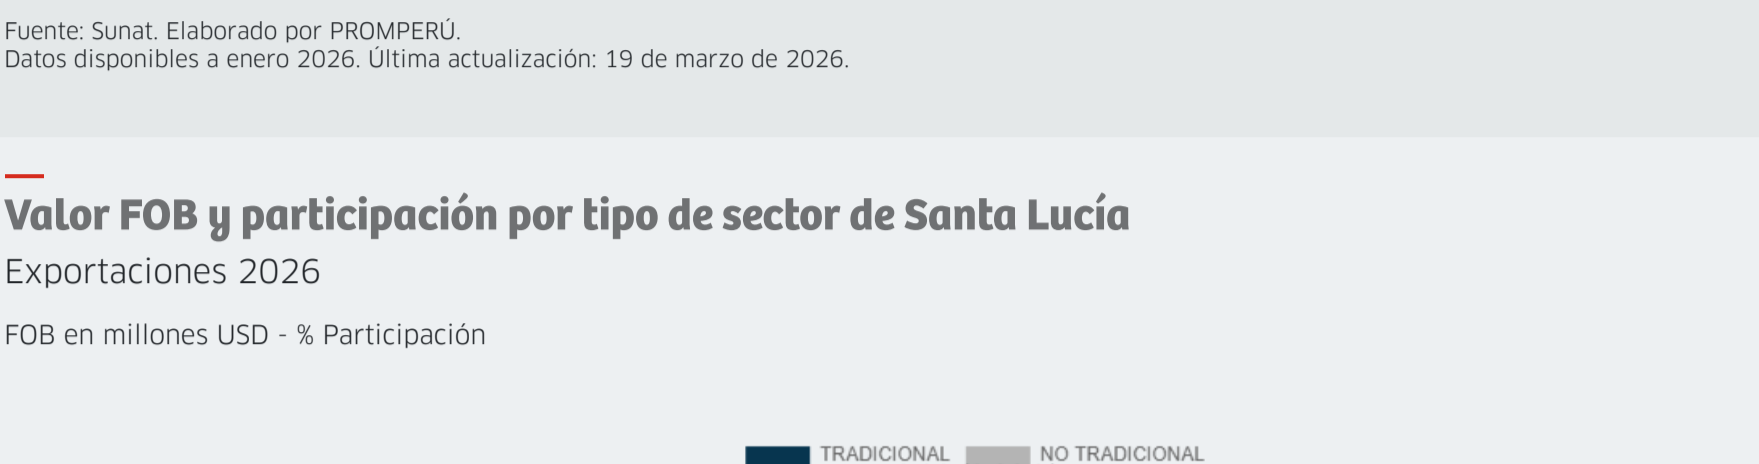 Fuente: Sunat. Elaborado por PROMPERÚ.
Datos disponibles a enero 2026. Última actualización: 19 de marzo de 2026.
Valor FOB y participación por tipo de sector de Santa Lucía
Exportaciones 2026
FOB en millones USD - % Participación
TRADICIONAL NO TRADICIONAL